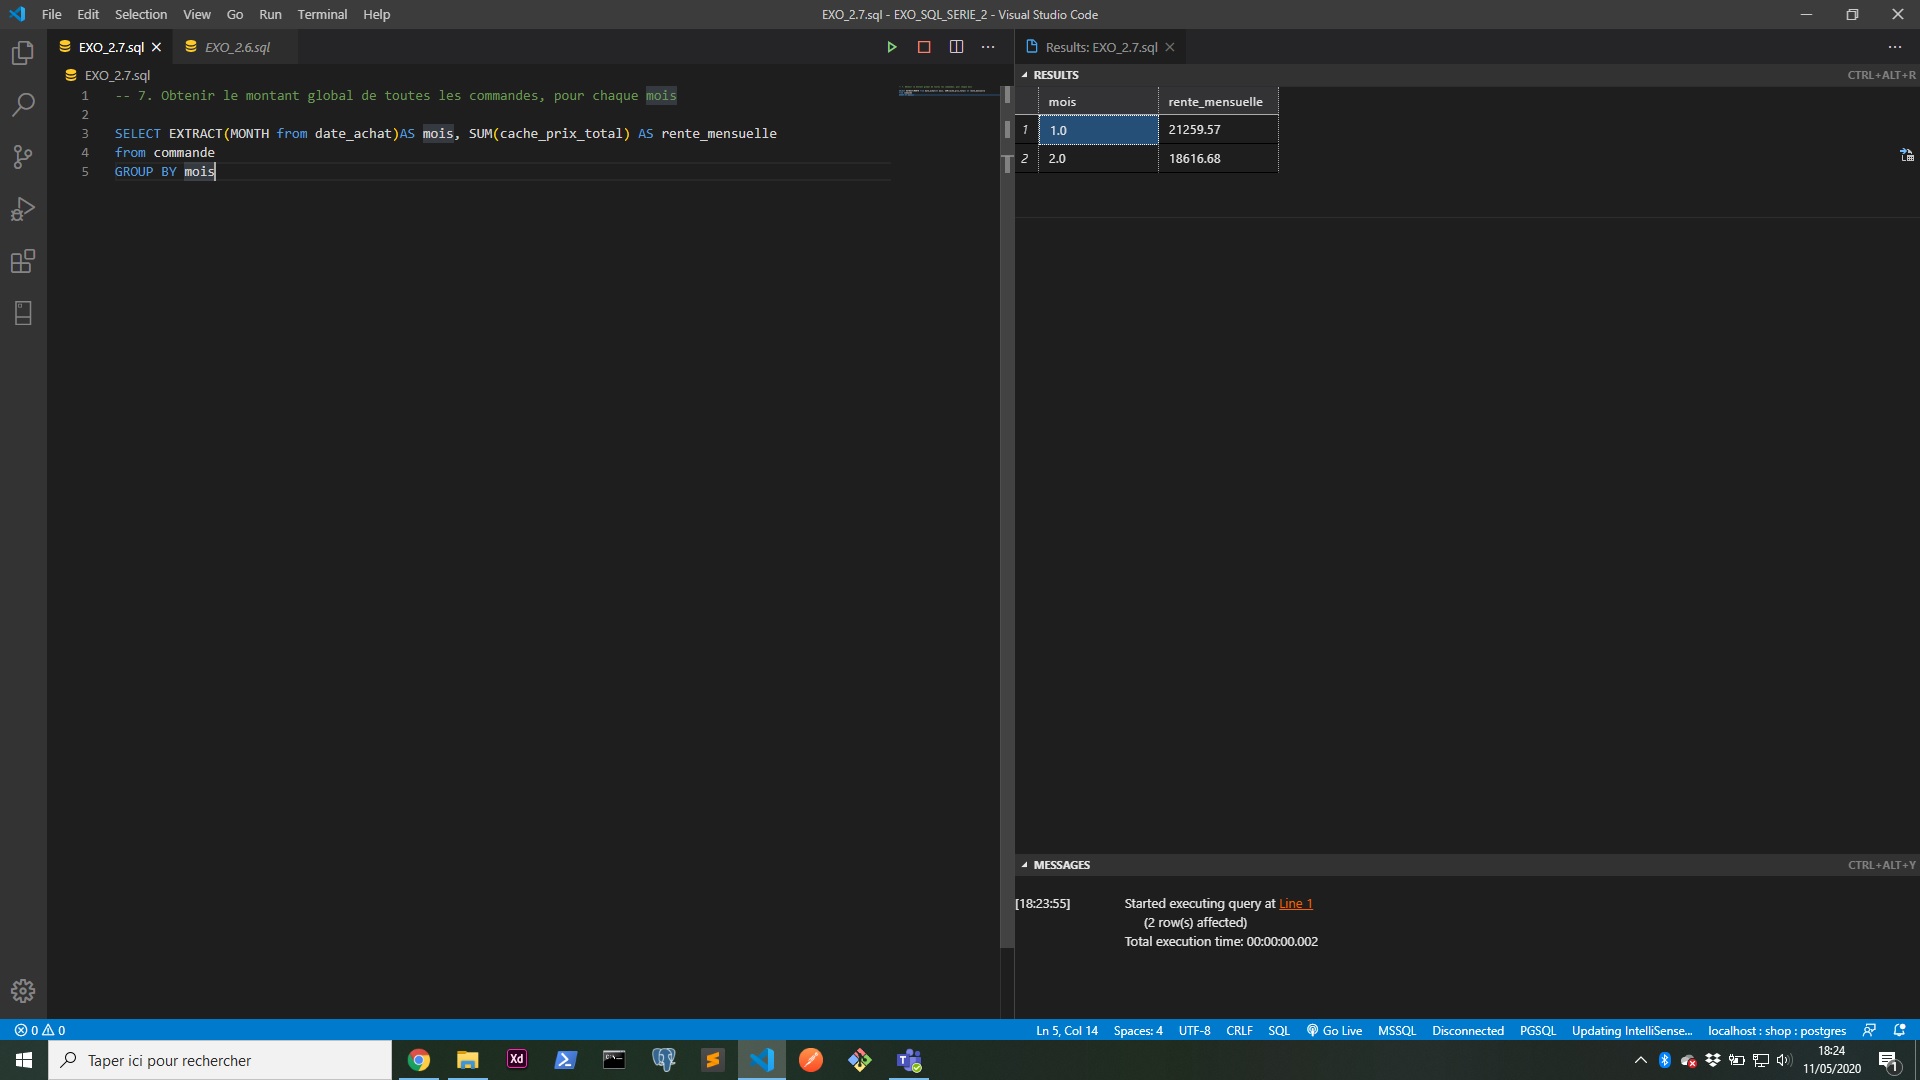 File Edit Selection View Go Run Terminal Help
EXO_2.7.sql - EXO_SQL_SERIE_2 - Visual Studio Code
EXO_2.7.sql
EXO_2.6.sql
EXO_2.7.sql
1 -- 7. Obtenir le montant global de toutes les commandes, pour chaque mois
2
3 SELECT EXTRACT(MONTH from date_achat)AS mois, SUM(cache_prix_total) AS rente_mensuelle
4 from commande
5 GROUP BY mois
Results: EXO_2.7.sql
RESULTS CTRL+ALT+R
mois rente_mensuelle
1 1.0 21259.57
2 2.0 18616.68
MESSAGES CTRL+ALT+Y
[18:23:55] Started executing query at Line 1
(2 row(s) affected)
Total execution time: 00:00:00.002
0 0 Ln 5, Col 14 Spaces: 4 UTF-8 CRLF SQL Go Live MSSQL Disconnected PGSQL Updating IntelliSense... localhost : shop : postgres
Taper ici pour rechercher
Xd
18:24
11/05/2020
1